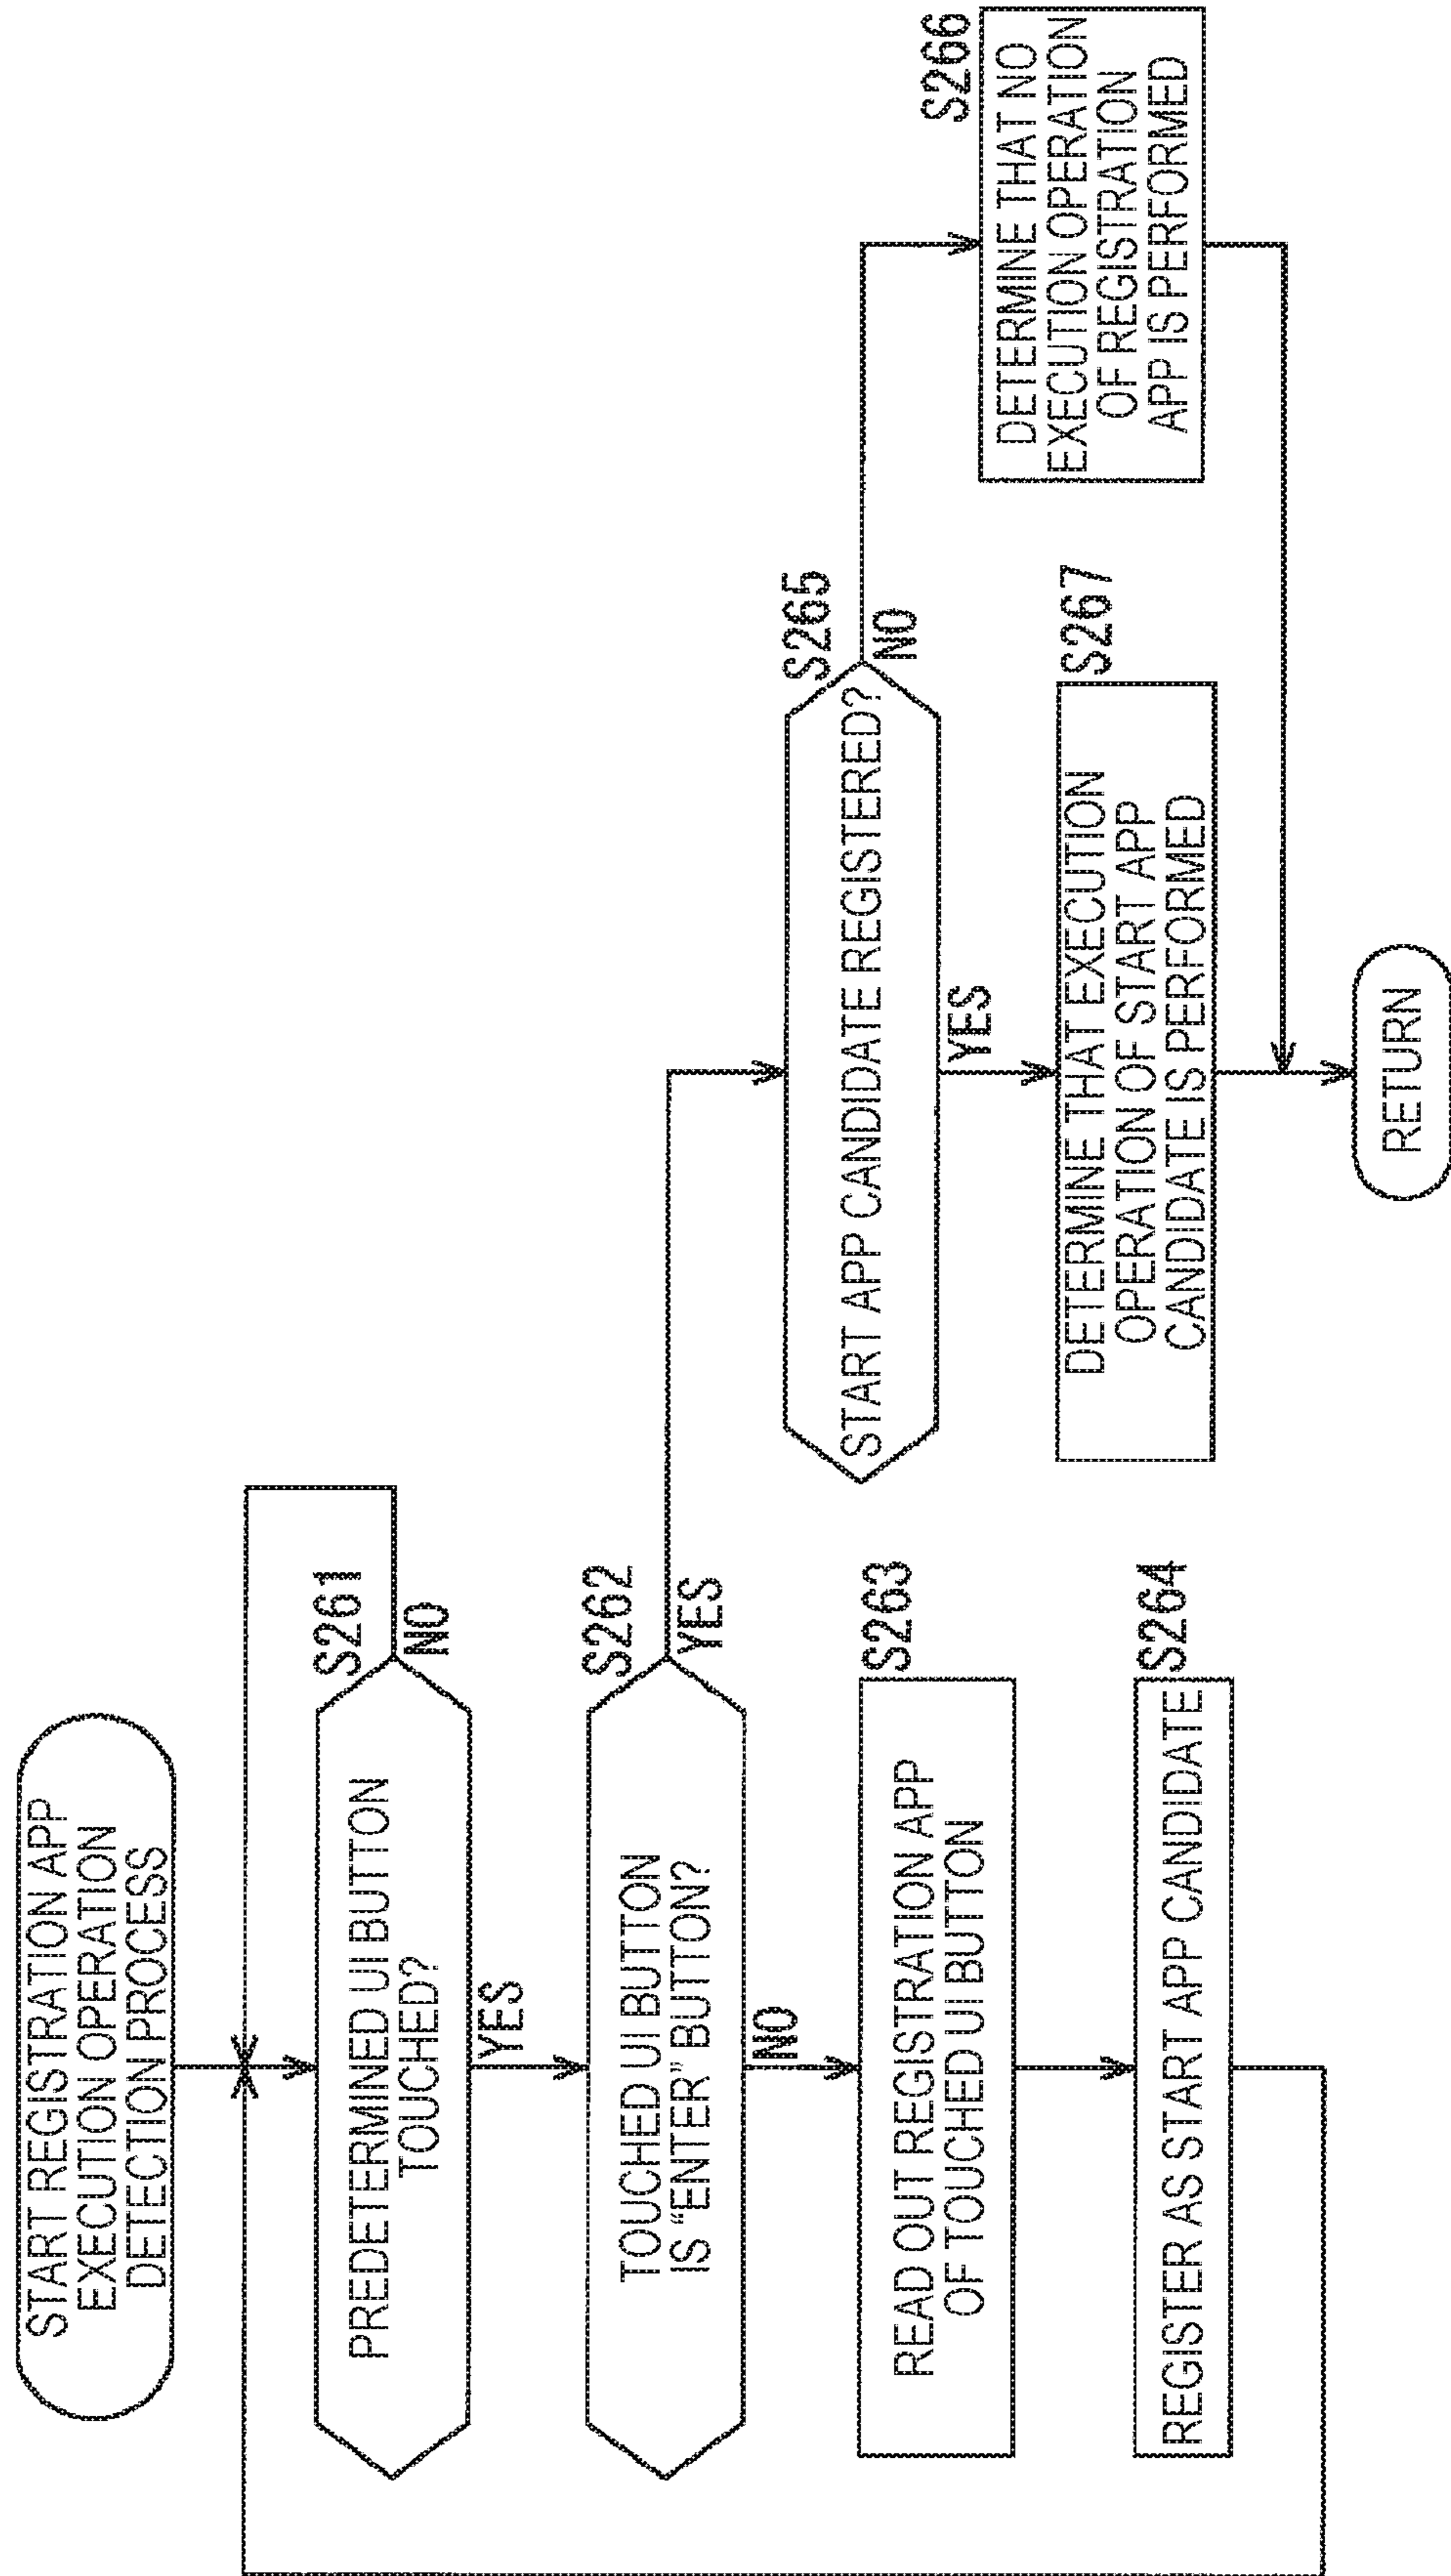 START REGISTRATION APP
EXECUTION OPERATION
DETECTION PROCESS
S261
PREDETERMINED UI BUTTON
TOUCHED?
NO
YES
S262
TOUCHED UI BUTTON
IS “ENTER” BUTTON?
YES
NO
S263
READ OUT REGISTRATION APP
OF TOUCHED UI BUTTON
S264
REGISTER AS START APP CANDIDATE
S265
START APP CANDIDATE REGISTERED?
NO
YES
S266
DETERMINE THAT NO
EXECUTION OPERATION
OF REGISTRATION
APP IS PERFORMED
S267
DETERMINE THAT EXECUTION
OPERATION OF START APP
CANDIDATE IS PERFORMED
RETURN